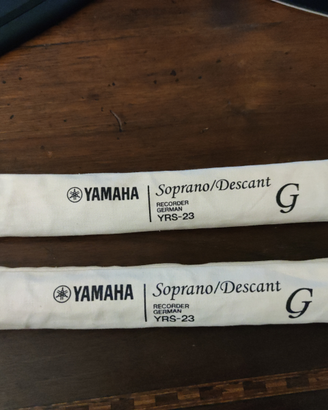 YAMAHA
Soprano/Descant
RECORDER
GERMAN
YRS-23
G
YAMAHA
Soprano/Descant
RECORDER
GERMAN
YRS-23
G